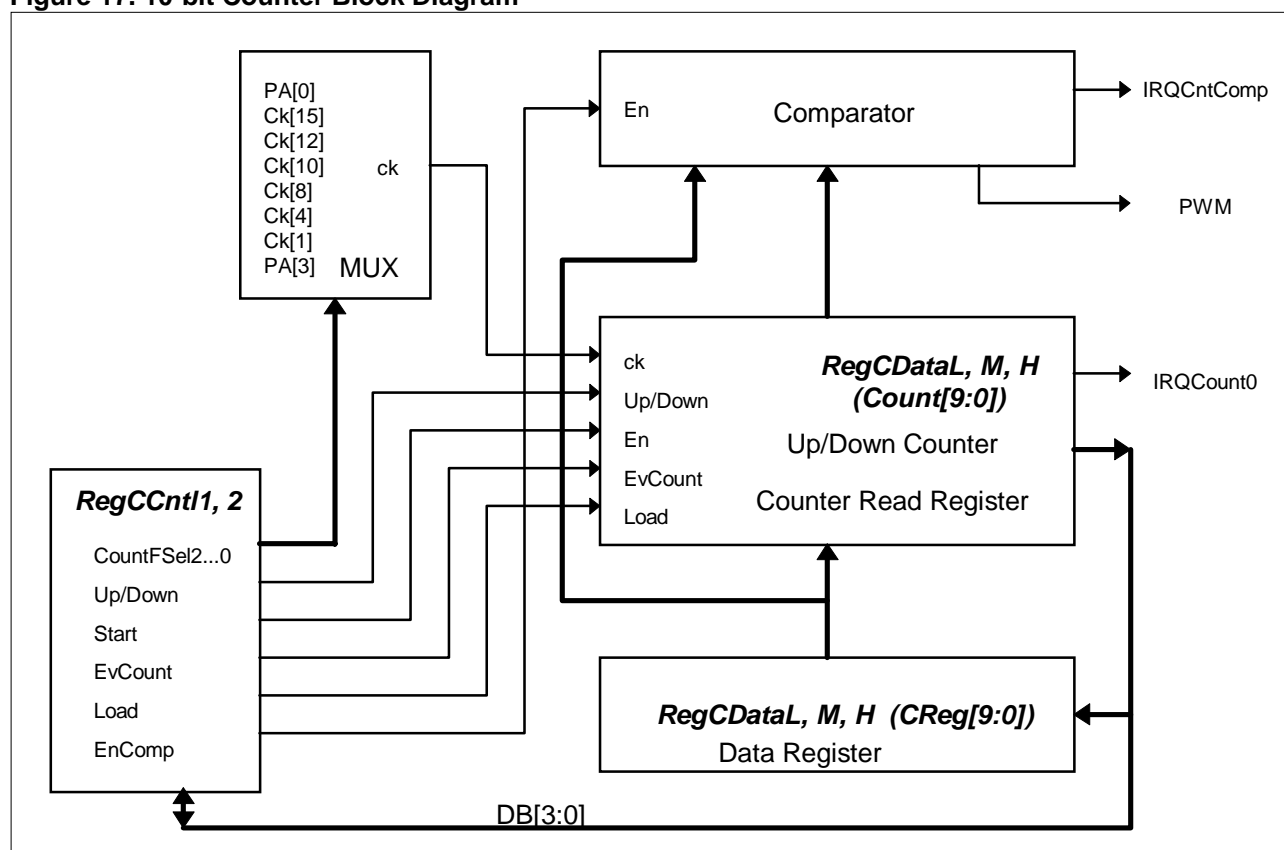 Figure 17: 10-bit Counter Block Diagram
PA[0]
Ck[15]
Ck[12]
Ck[10]
ck
Ck[8]
Ck[4]
Ck[1]
PA[3]
MUX
En
Comparator
IRQCntComp
PWM
ck
Up/Down
En
EvCount
Load
RegCDataL, M, H
(Count[9:0])
Up/Down Counter
Counter Read Register
IRQCount0
RegCCntl1, 2
CountFSel2...0
Up/Down
Start
EvCount
Load
EnComp
RegCDataL, M, H (CReg[9:0])
Data Register
DB[3:0]